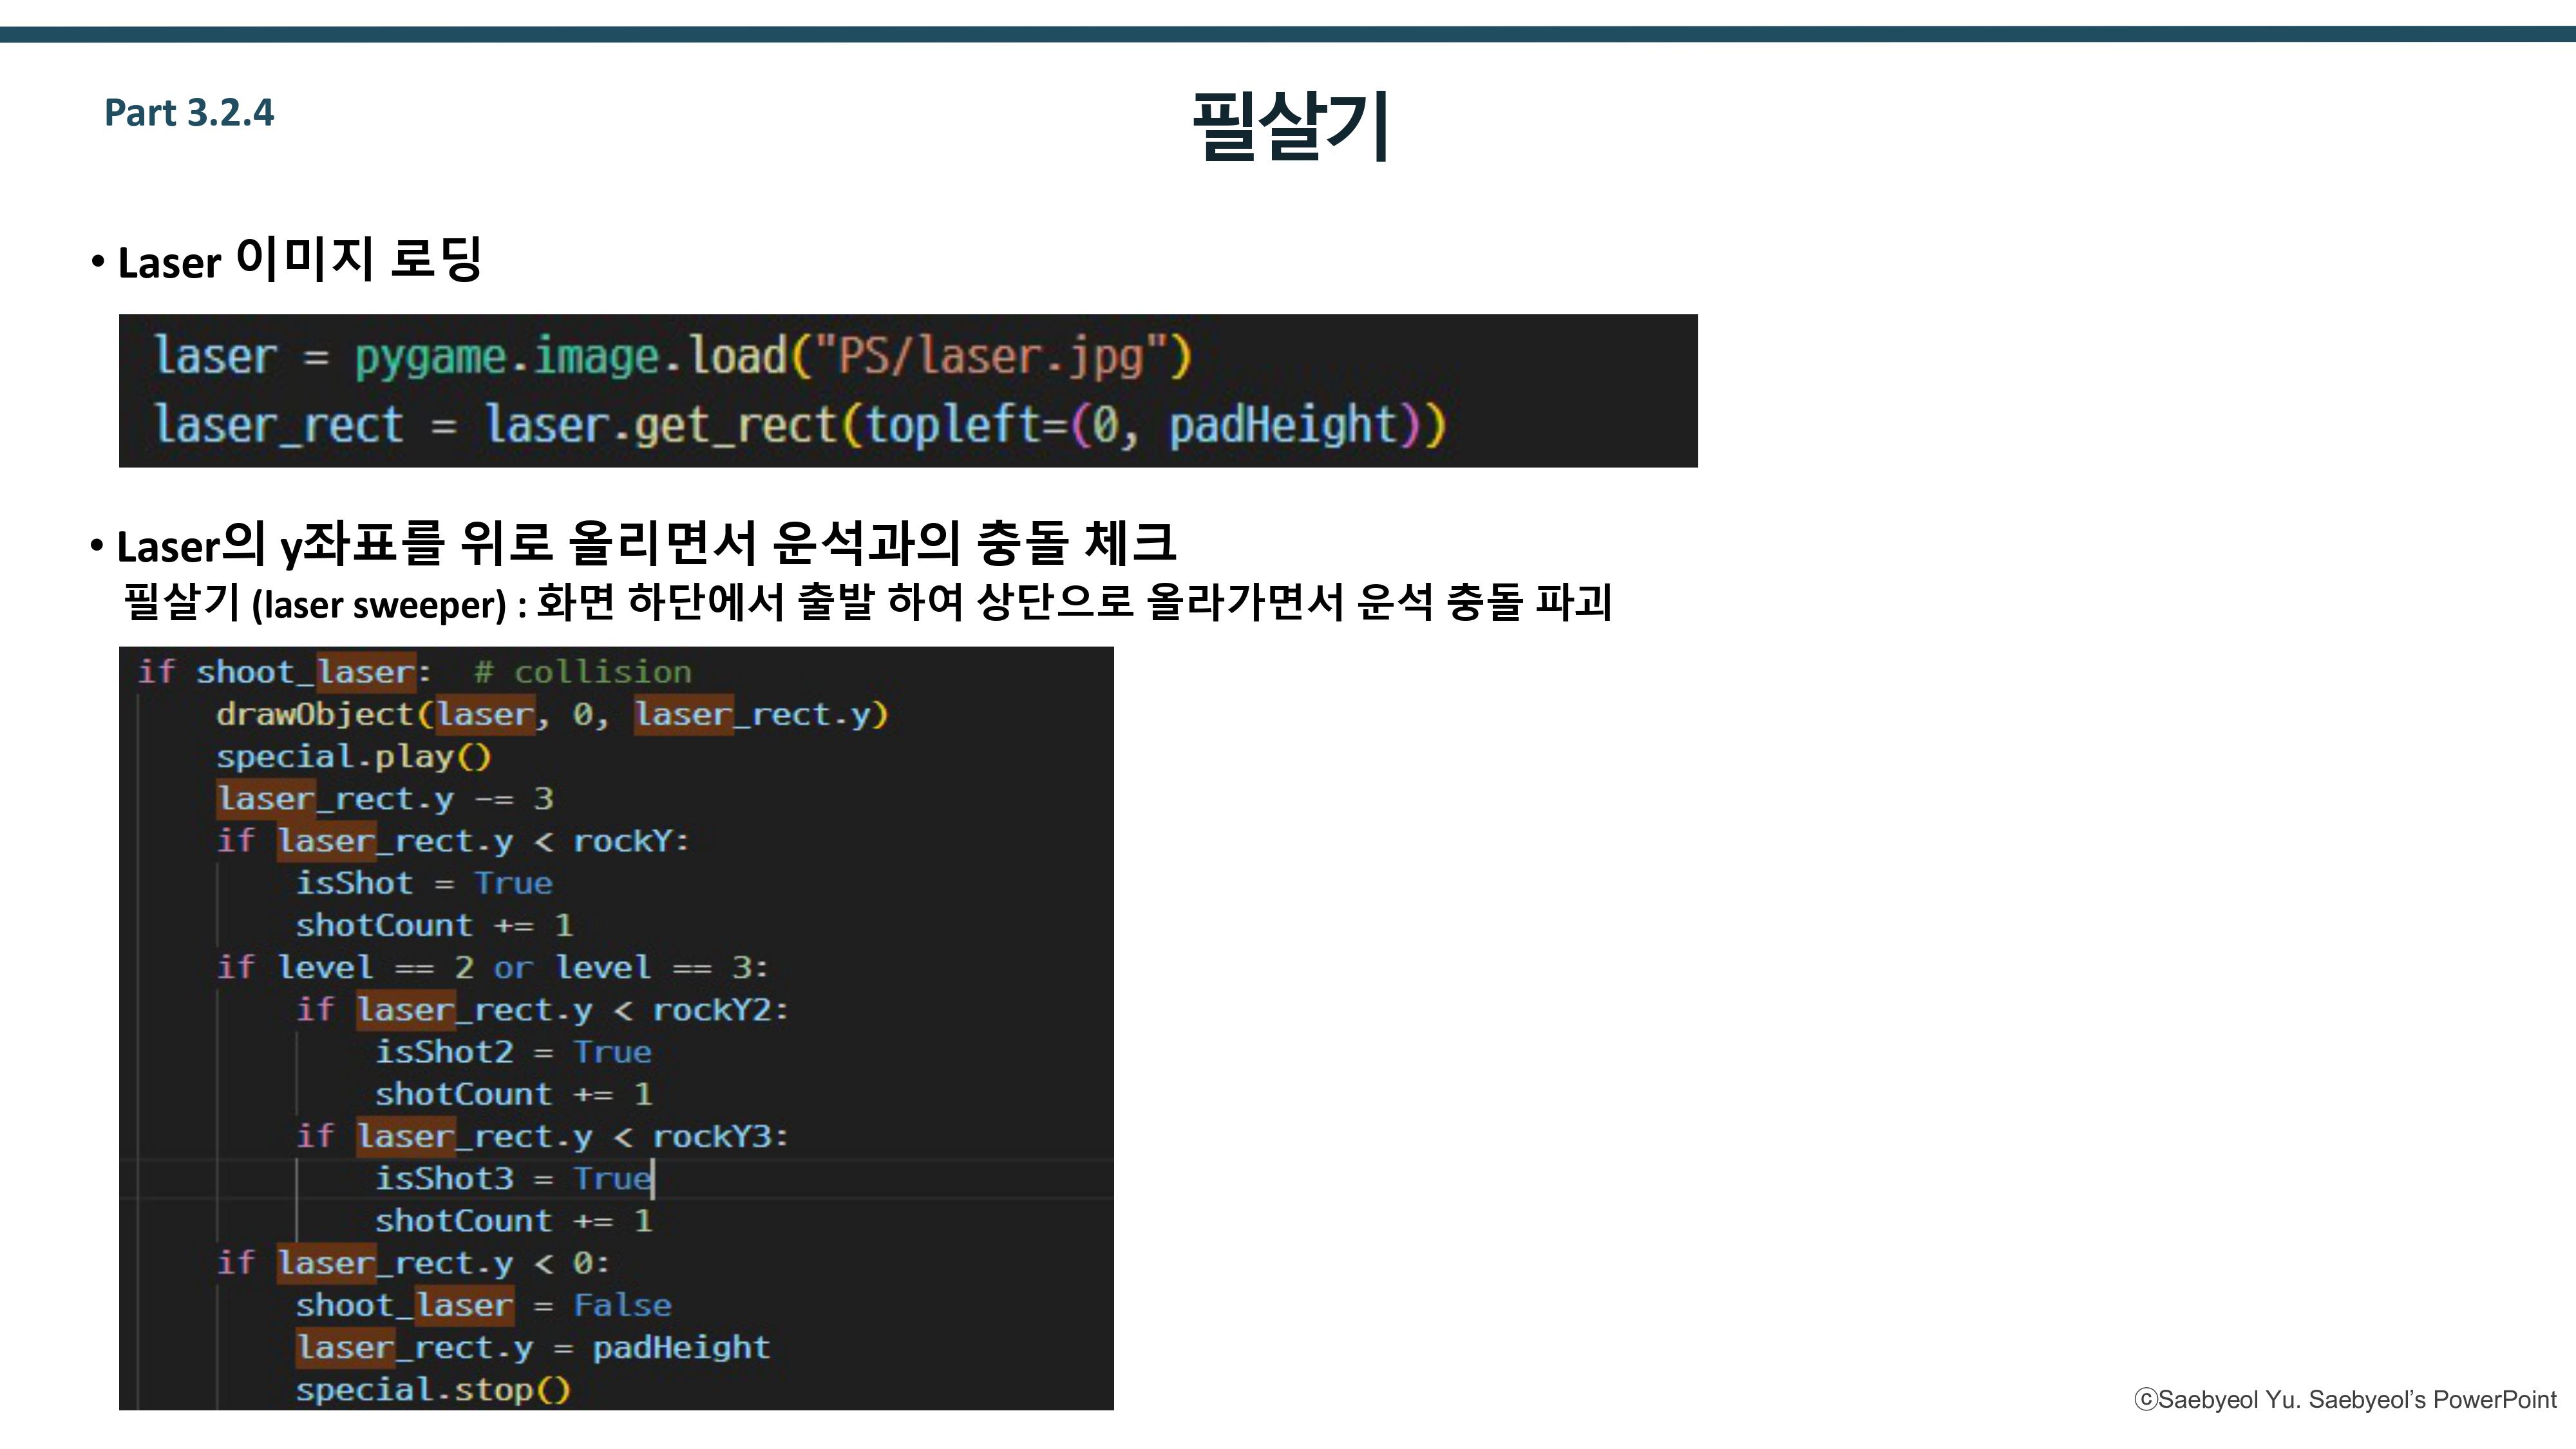 Part 3.2.4
필살기
• Laser 이미지 로딩
laser = pygame.image.load("PS/laser.jpg")
laser_rect = laser.get_rect(topleft=(0, padHeight))
• Laser의 y좌표를 위로 올리면서 운석과의 충돌 체크
필살기 (laser sweeper) : 화면 하단에서 출발 하여 상단으로 올라가면서 운석 충돌 파괴
if shoot_laser:  # collision
    drawObject(laser, 0, laser_rect.y)
    special.play()
    laser_rect.y -= 3
    if laser_rect.y < rockY:
        isShot = True
        shotCount += 1
    if level == 2 or level == 3:
        if laser_rect.y < rockY2:
            isShot2 = True
            shotCount += 1
        if laser_rect.y < rockY3:
            isShot3 = True
            shotCount += 1
    if laser_rect.y < 0:
        shoot_laser = False
        laser_rect.y = padHeight
        special.stop()
ⓒSaebyeol Yu. Saebyeol’s PowerPoint